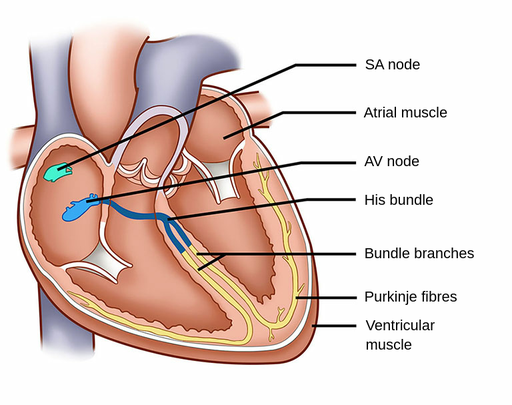 SA node
Atrial muscle
AV node
His bundle
Bundle branches
Purkinje fibres
Ventricular
muscle